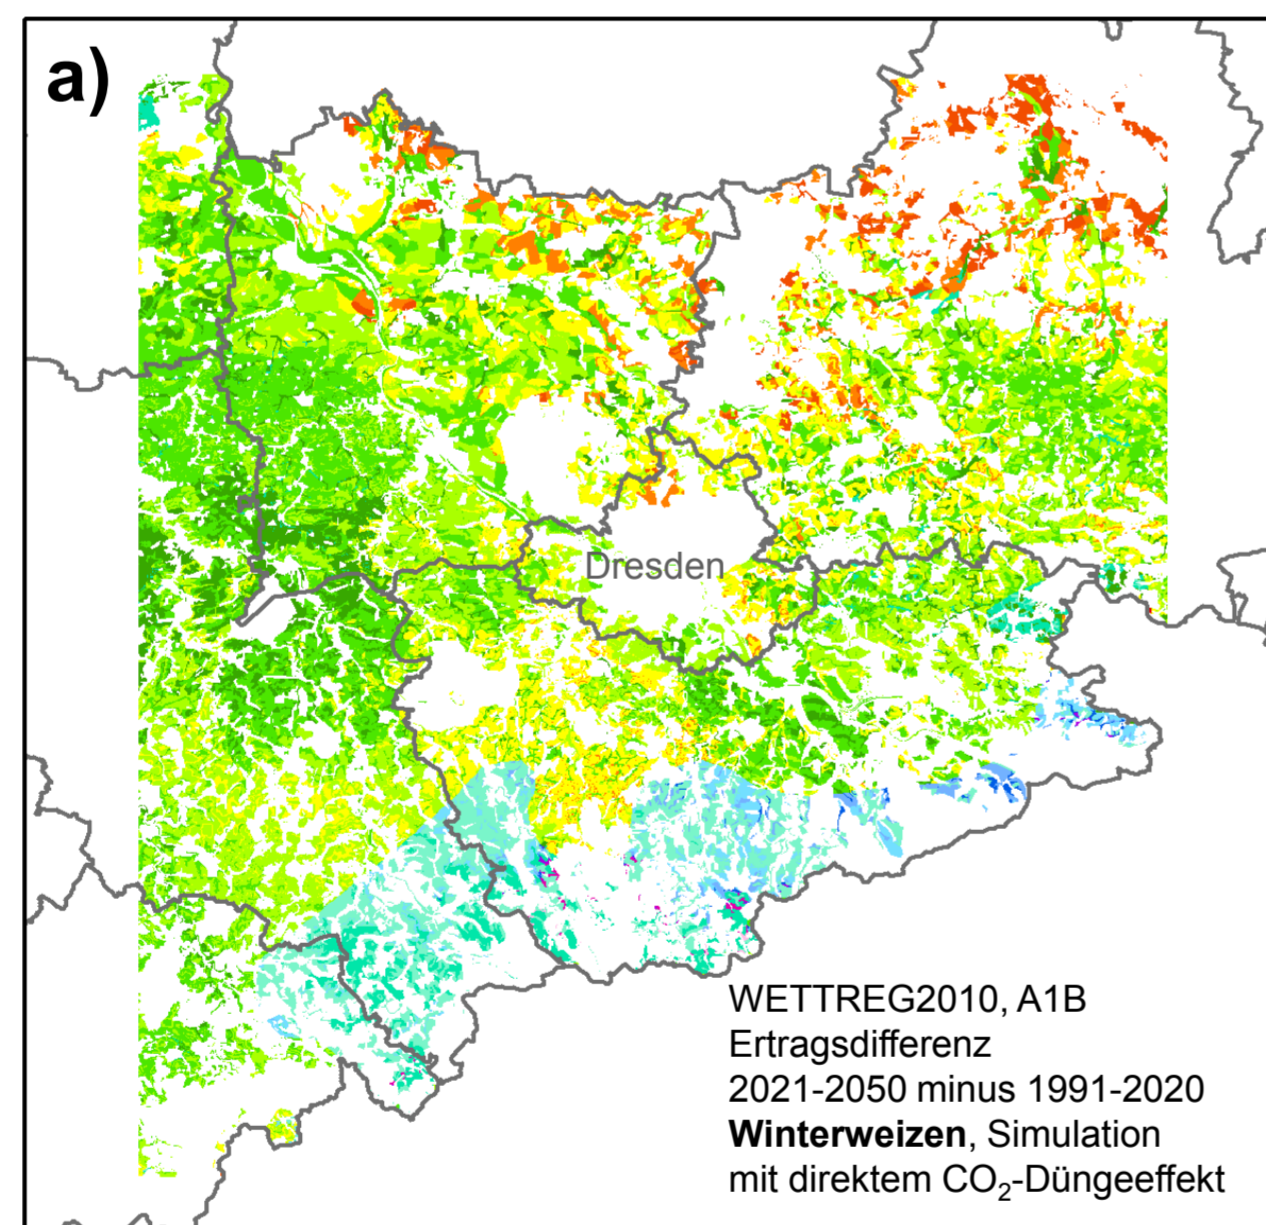 a)
Dresden
WETTREG2010, A1B
Ertragsdifferenz
2021-2050 minus 1991-2020
Winterweizen, Simulation
mit direktem CO₂-Düngeeffekt